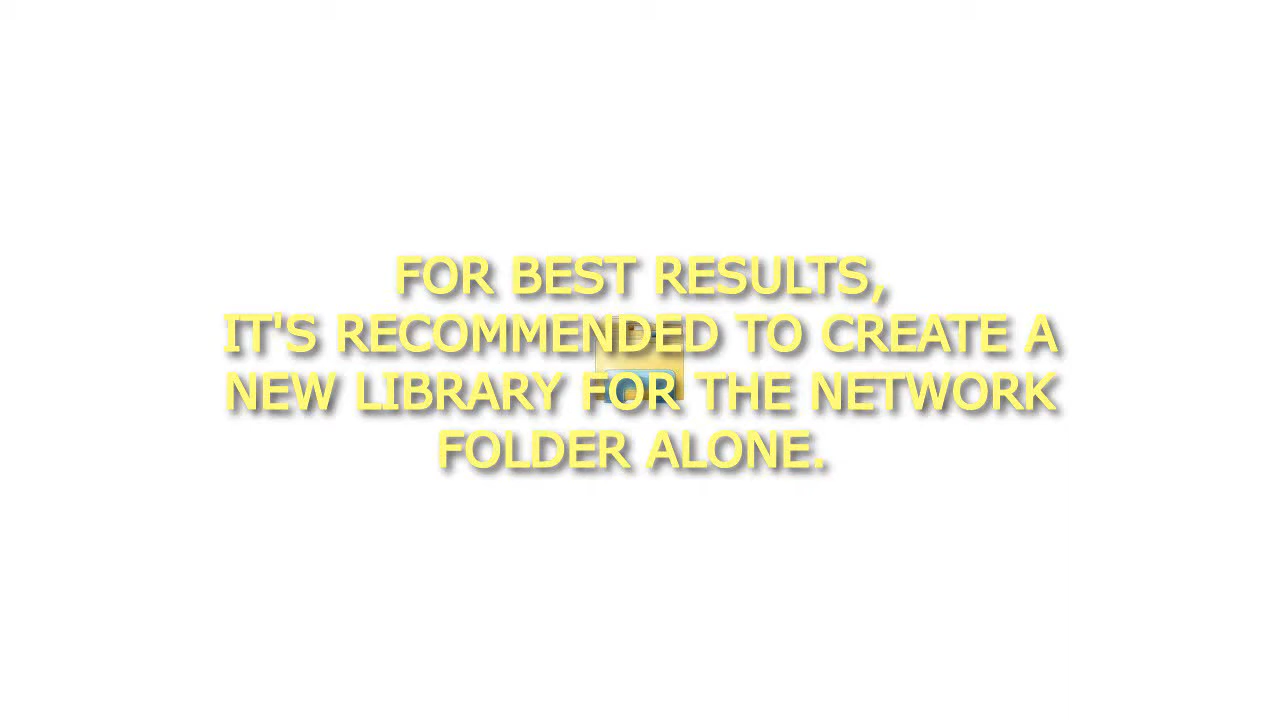 FOR BEST RESULTS,
IT'S RECOMMENDED TO CREATE A
NEW LIBRARY FOR THE NETWORK
FOLDER ALONE.